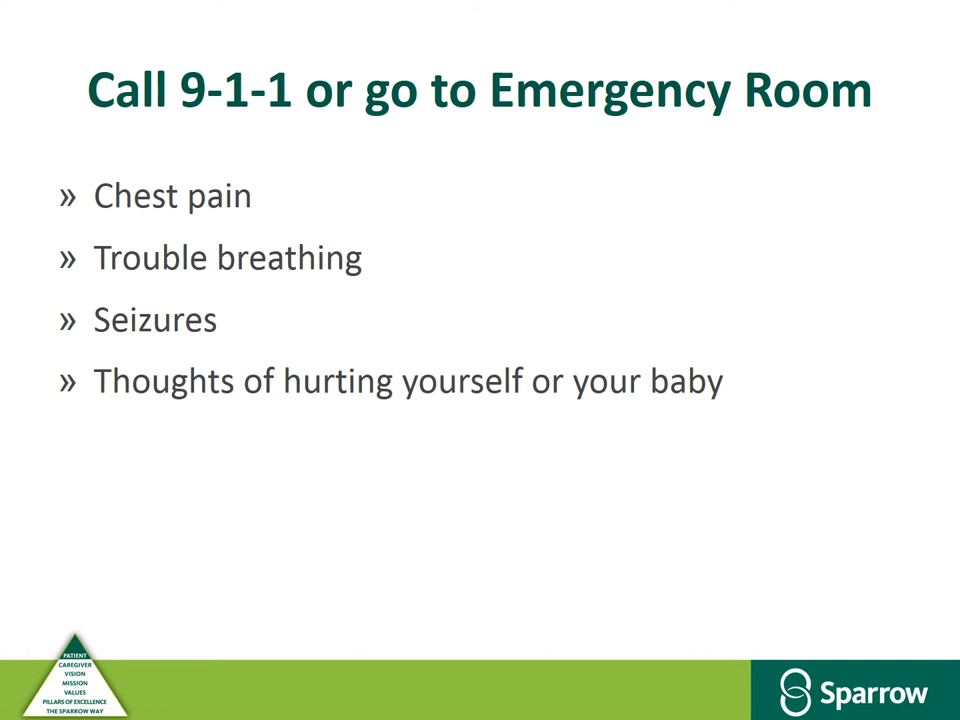 Call 9-1-1 or go to Emergency Room
» Chest pain
» Trouble breathing
» Seizures
» Thoughts of hurting yourself or your baby
PATIENT
CAREGIVER
VISION
MISSION
VALUES
PILLARS OF EXCELLENCE
THE SPARROW WAY
Sparrow